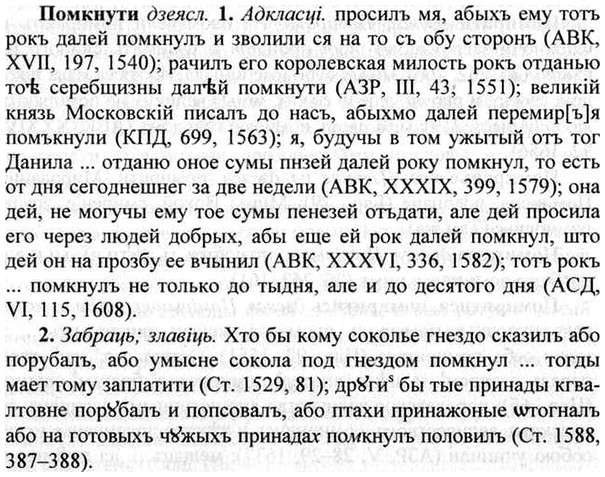 Помкнути дзеясл. 1. Адкласці. просилъ мя, абыхъ ему тотъ
рокъ далей помкнулъ и зволили ся на то съ обу сторонъ (АВК,
XVII, 197, 1540); рачилъ его королевская милость рокъ отданью
тоѣ серебщизны далѣй помкнути (АЗР, III, 43, 1551); великій
князь Московскій писалъ до насъ, абыхмо далей перемир[ъ]я
помъкнули (КПД, 699, 1563); я, будучы в том ужытый отъ тог
Данила ... отданю оное сумы пнзей далей року помкнул, то есть
от дня сегоднешнег за две недели (АВК, XXXIX, 399, 1579); она
дей, не могучы ему тое сумы пенезей отъдати, але дей просила
его через людей добрых, абы еще ей рок далей помкнул, што
дей он на прозбу ее вчынил (АВК, XXXVI, 336, 1582); тотъ рокъ
... помкнулъ не только до тыдня, але и до десятого дня (АСД,
VI, 115, 1608).
2. Забраць; злавіць. Хто бы кому соколье гнездо сказилъ або
порубалъ, або умысне сокола под гнездом помкнул ... тогды
мает тому заплатити (Ст. 1529, 81); дрꙋгиˢ бы тые принады кгва-
лтовне порꙋбалъ и попсовалъ, або птахи принажоные ѡтогналъ
або на готовыхъ чꙋжыхъ принадах помкнулъ половилъ (Ст. 1588,
387–388).